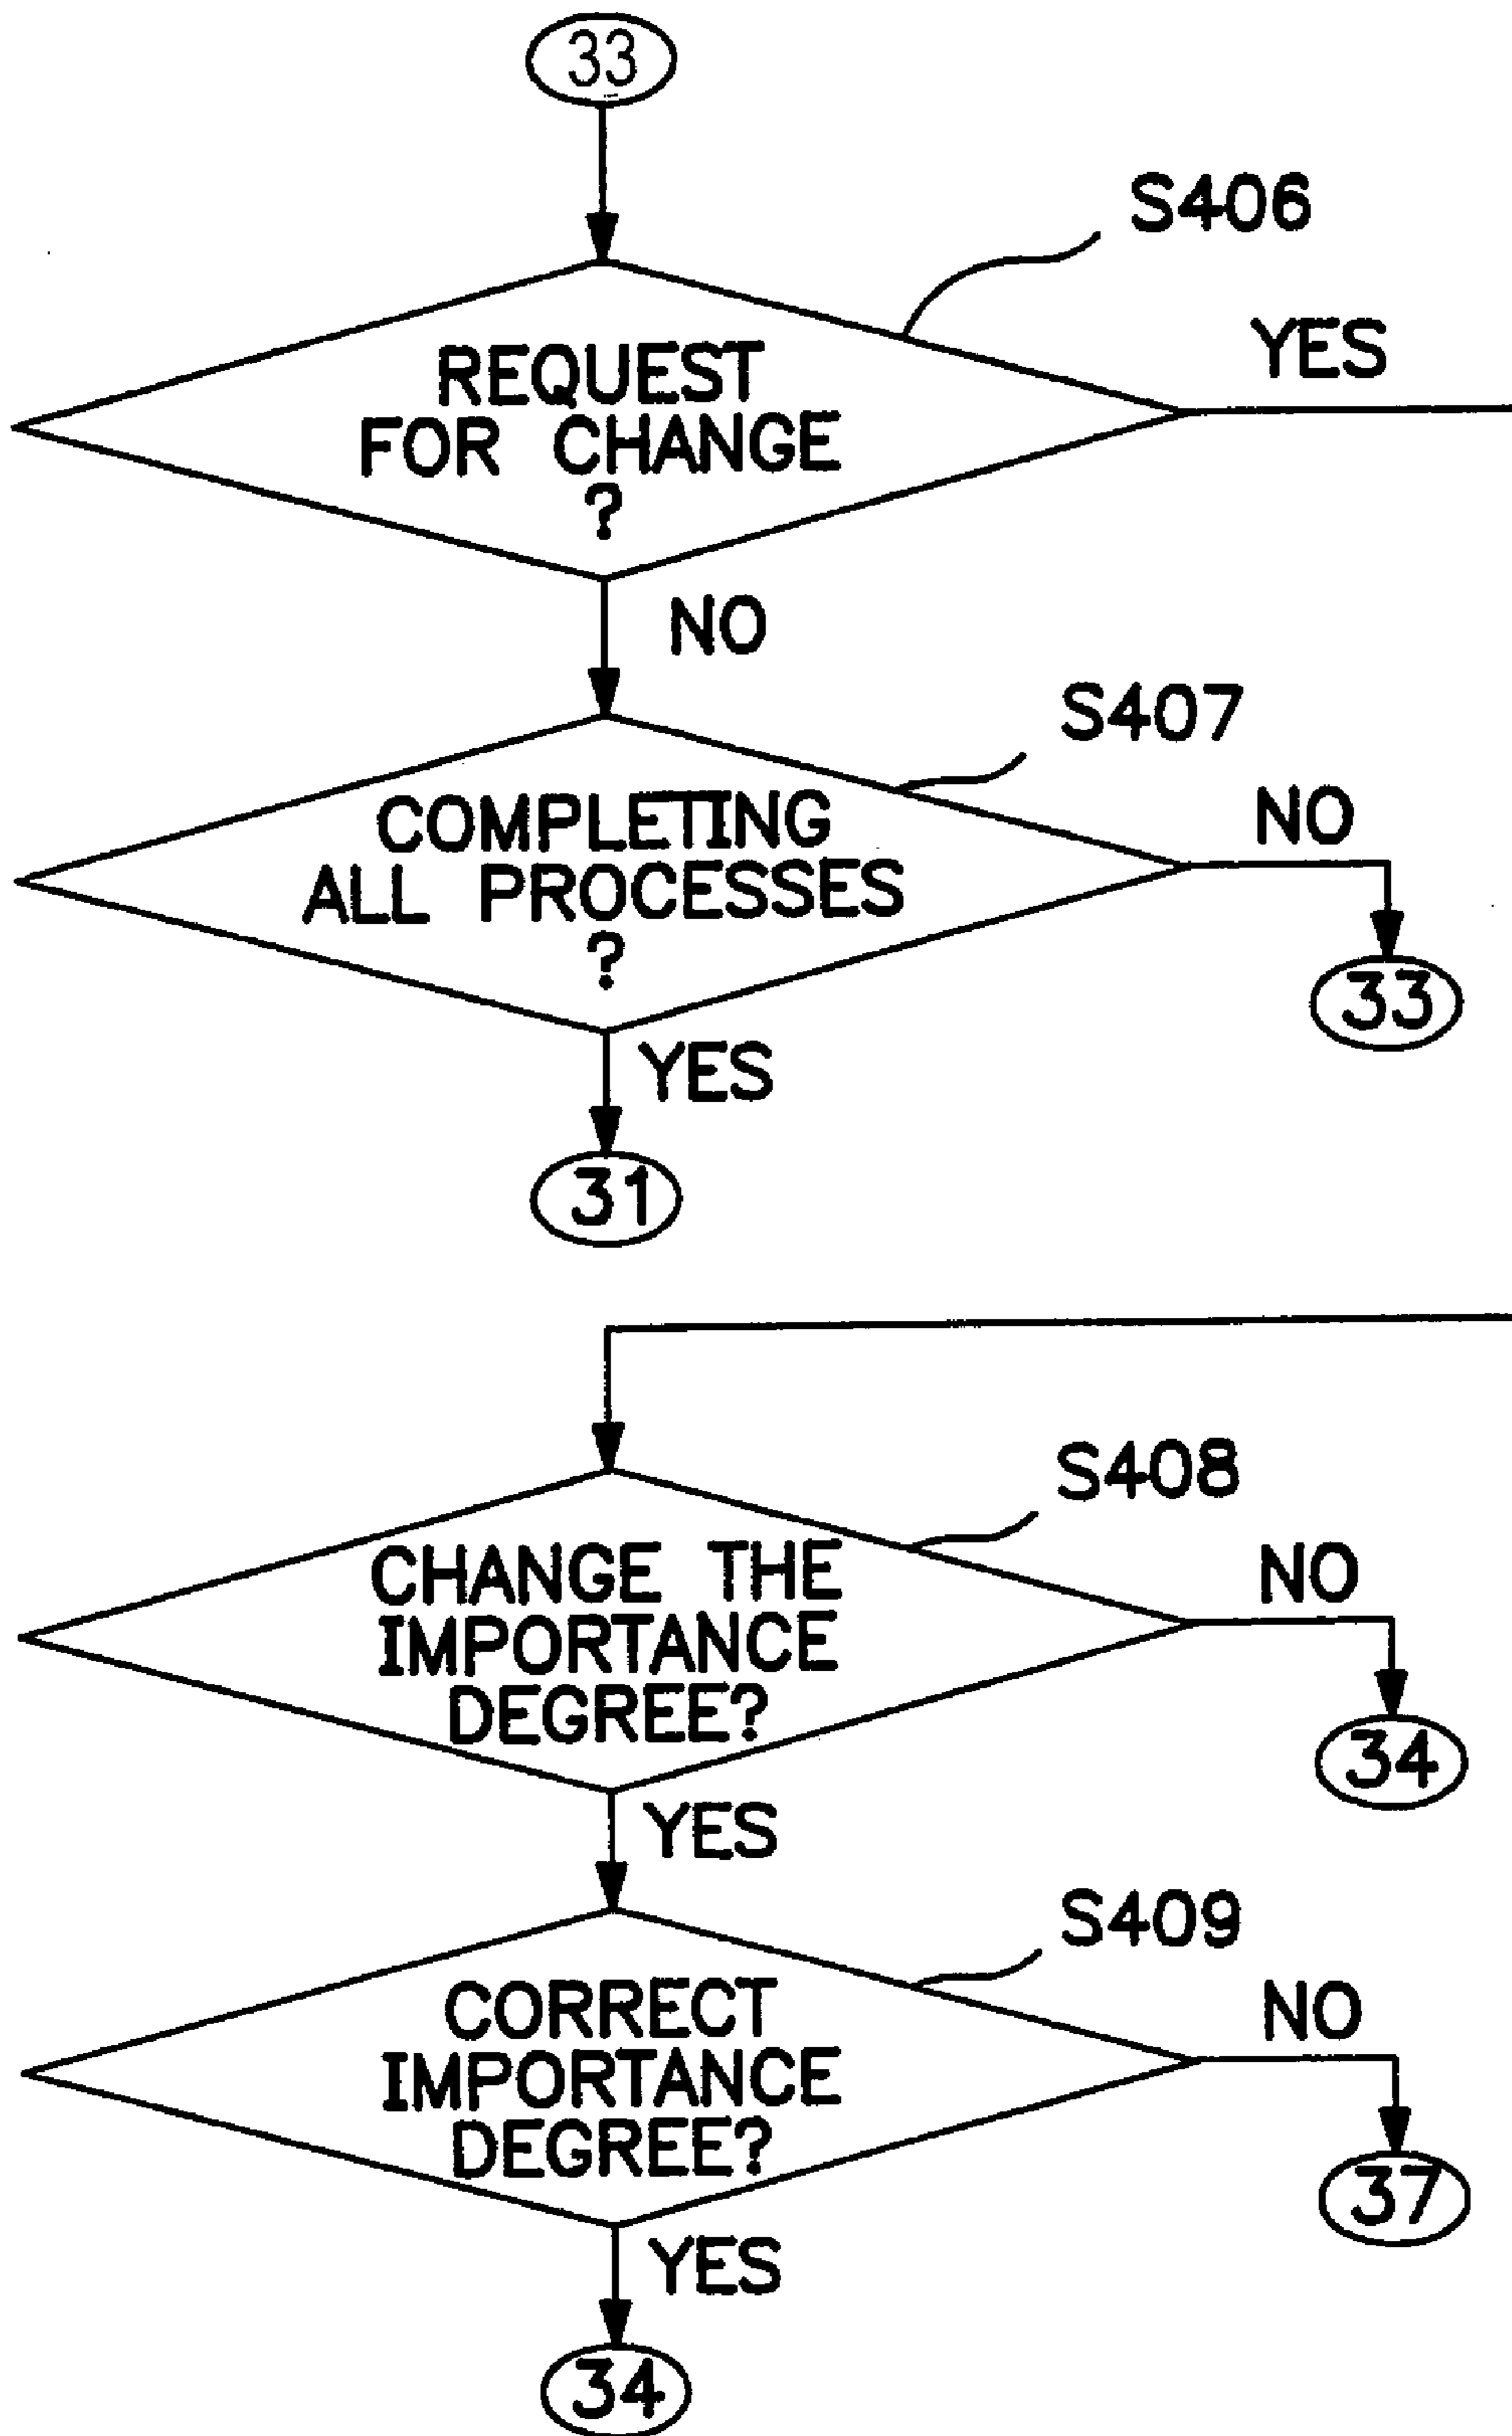 33
S406
REQUEST
FOR CHANGE
?
YES
NO
S407
COMPLETING
ALL PROCESSES
?
NO
33
YES
31
S408
CHANGE THE
IMPORTANCE
DEGREE?
NO
34
YES
S409
CORRECT
IMPORTANCE
DEGREE?
NO
37
YES
34